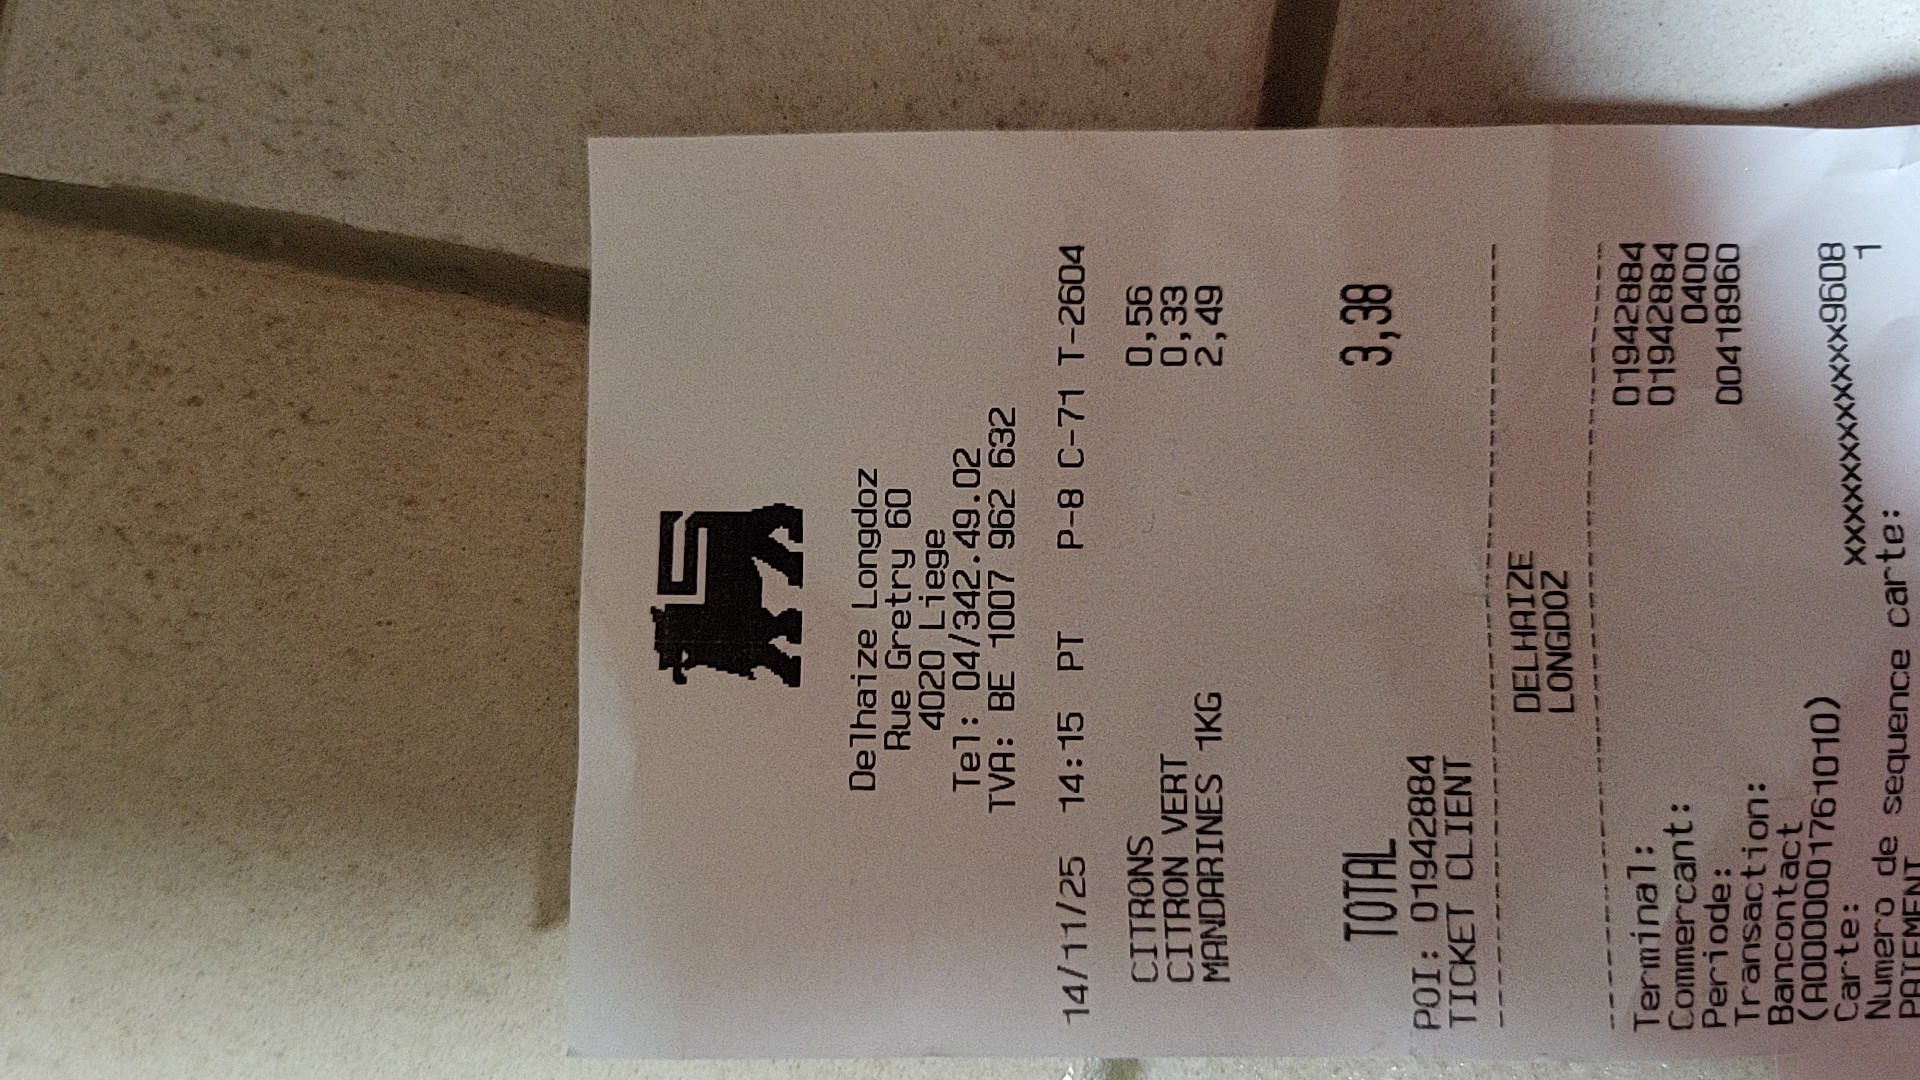 Delhaize Longdoz
Rue Gretry 60
4020 Liege
Tel: 04/342.49.02
TVA: BE 1007 962 632
14/11/25 14:15 PT P-8 C-71 T-2604
CITRONS 0,56
CITRON VERT 0,33
MANDARINES 1KG 2,49
TOTAL 3,38
POI: 01942884
TICKET CLIENT
DELHAIZE
LONGDOZ
Terminal: 01942884
Commercant: 01942884
Periode: 0400
Transaction: 00418960
Bancontact
(A0000001761010)
Carte: xxxxxxxxxxxxx9608
Numero de sequence carte: 1
PAIEMENT